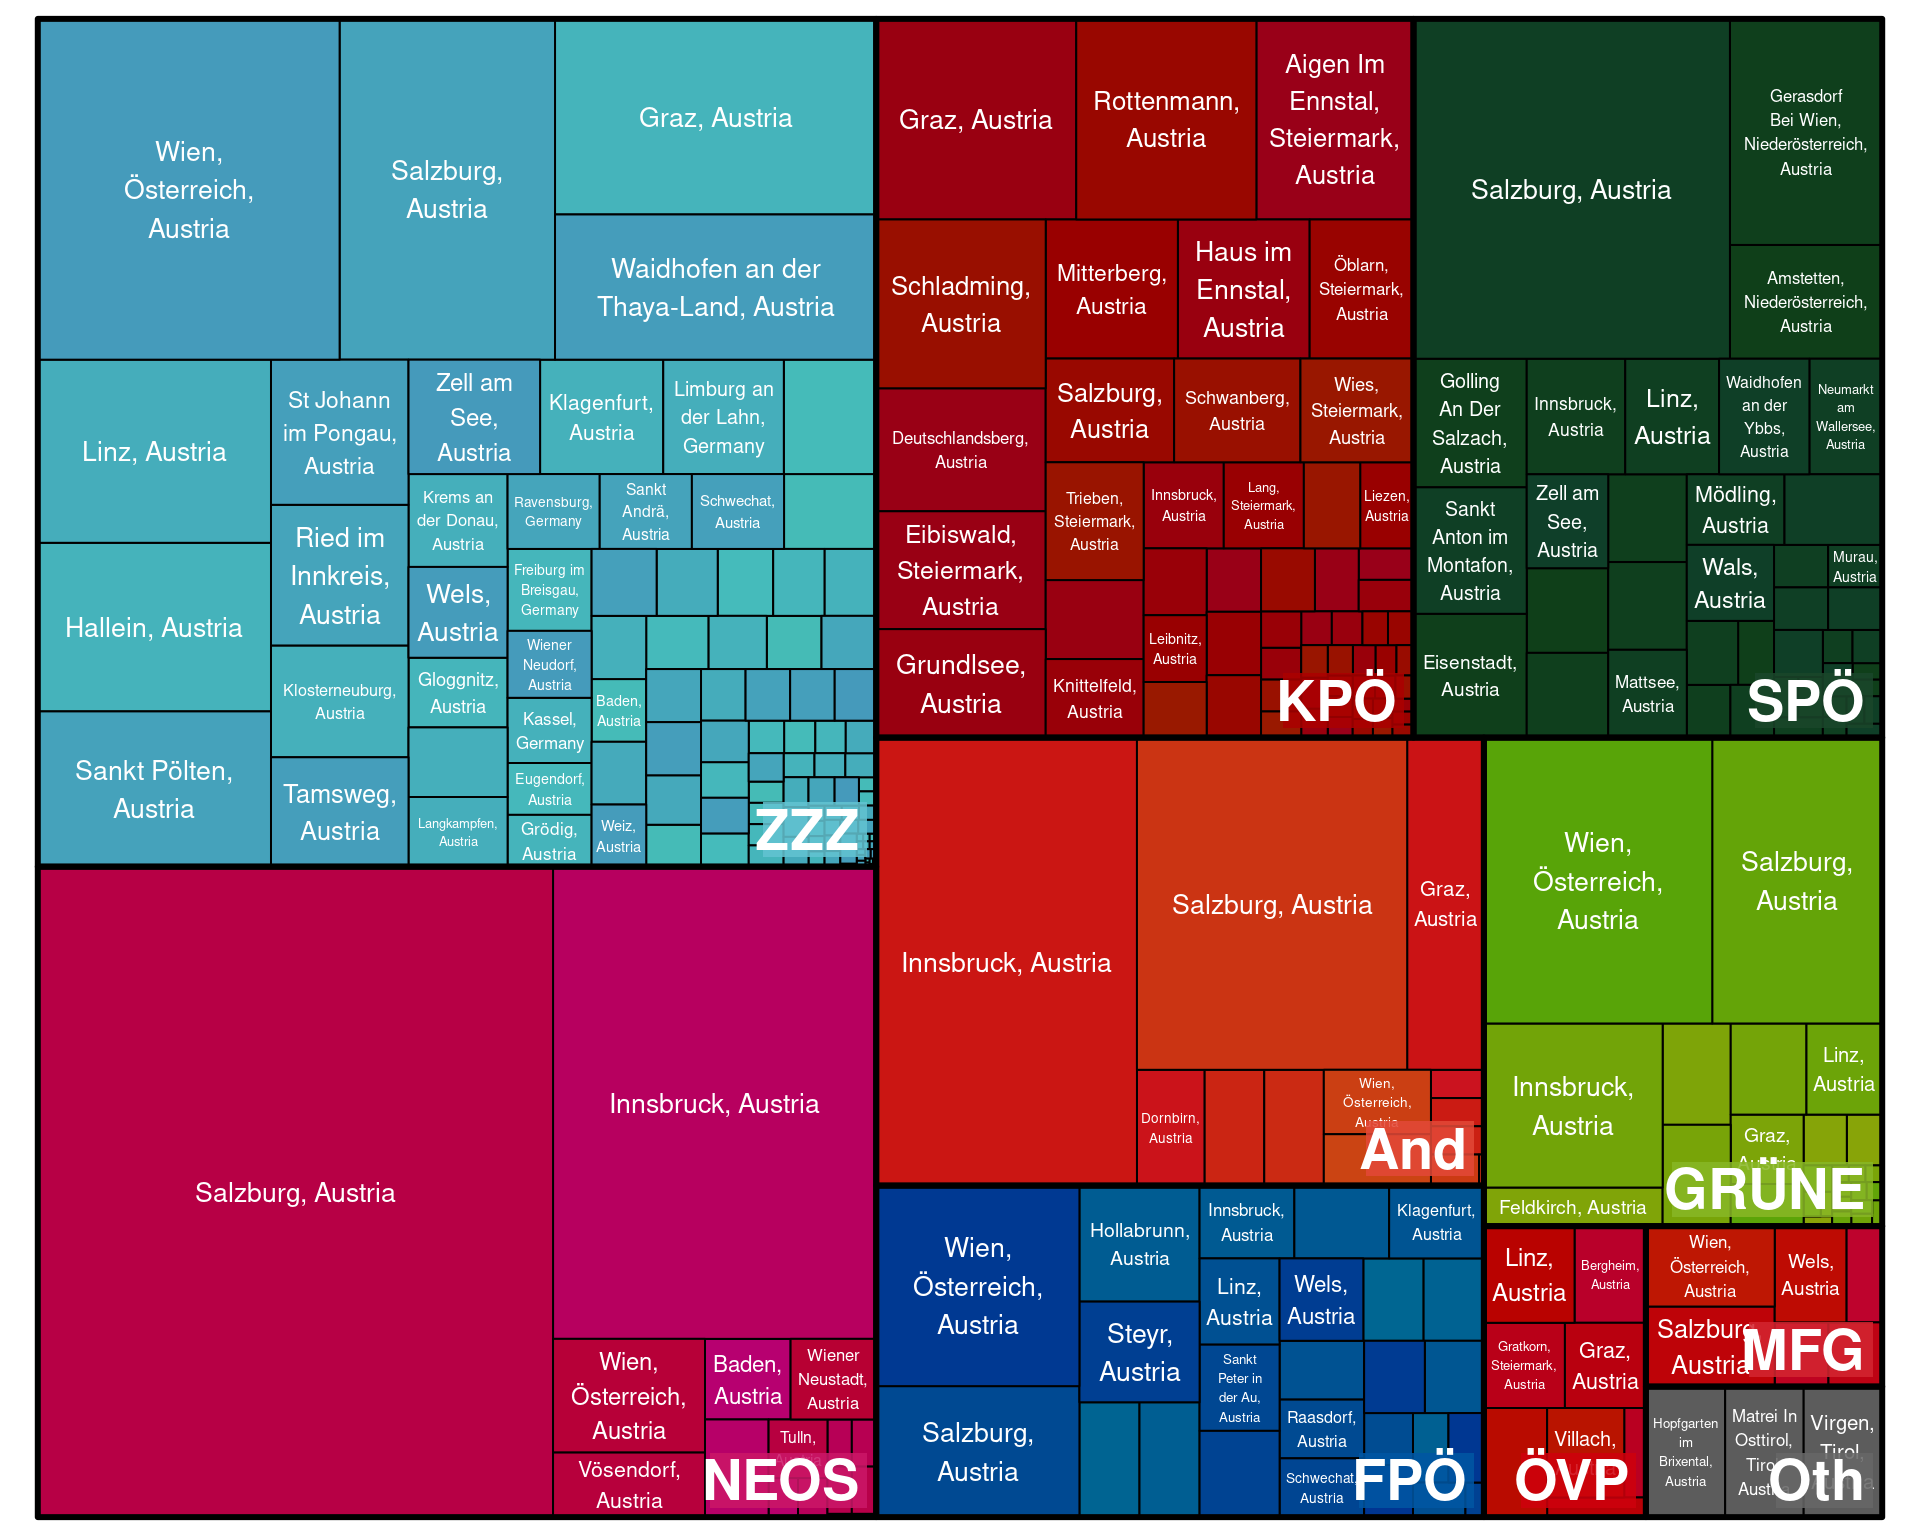 Wien,
Österreich,
Austria
Salzburg,
Austria
Graz, Austria
Waidhofen an der
Thaya-Land, Austria
Linz, Austria
Hallein, Austria
Sankt Pölten,
Austria
St Johann
im Pongau,
Austria
Ried im
Innkreis,
Austria
Klosterneuburg,
Austria
Tamsweg,
Austria
Zell am
See,
Austria
Klagenfurt,
Austria
Limburg an
der Lahn,
Germany
Krems an
der Donau,
Austria
Ravensburg,
Germany
Sankt
Andrä,
Austria
Schwechat,
Austria
Wels,
Austria
Freiburg im
Breisgau,
Germany
Wiener
Neudorf,
Austria
Gloggnitz,
Austria
Kassel,
Germany
Baden,
Austria
Eugendorf,
Austria
Langkampfen,
Austria
Grödig,
Austria
Weiz,
Austria
ZZZ
Graz, Austria
Rottenmann,
Austria
Aigen Im
Ennstal,
Steiermark,
Austria
Schladming,
Austria
Mitterberg,
Austria
Haus im
Ennstal,
Austria
Öblarn,
Steiermark,
Austria
Deutschlandsberg,
Austria
Salzburg,
Austria
Schwanberg,
Austria
Wies,
Steiermark,
Austria
Eibiswald,
Steiermark,
Austria
Trieben,
Steiermark,
Austria
Innsbruck,
Austria
Lang,
Steiermark,
Austria
Liezen,
Austria
Grundlsee,
Austria
Leibnitz,
Austria
Knittelfeld,
Austria
KPÖ
Salzburg, Austria
Gerasdorf
Bei Wien,
Niederösterreich,
Austria
Amstetten,
Niederösterreich,
Austria
Golling
An Der
Salzach,
Austria
Innsbruck,
Austria
Linz,
Austria
Waidhofen
an der
Ybbs,
Austria
Neumarkt
am
Wallersee,
Austria
Sankt
Anton im
Montafon,
Austria
Zell am
See,
Austria
Mödling,
Austria
Wals,
Austria
Murau,
Austria
Eisenstadt,
Austria
Mattsee,
Austria
SPÖ
Salzburg, Austria
Innsbruck, Austria
Wien,
Österreich,
Austria
Baden,
Austria
Wiener
Neustadt,
Austria
Vösendorf,
Austria
Tulln,
NEOS
Innsbruck, Austria
Salzburg, Austria
Graz,
Austria
Dornbirn,
Austria
Wien,
Österreich,
Austria
And
Wien,
Österreich,
Austria
Salzburg,
Austria
Innsbruck,
Austria
Linz,
Austria
Graz,
Feldkirch, Austria
GRÜNE
Wien,
Österreich,
Austria
Salzburg,
Austria
Hollabrunn,
Austria
Steyr,
Austria
Innsbruck,
Austria
Klagenfurt,
Austria
Linz,
Austria
Wels,
Austria
Sankt
Peter in
der Au,
Austria
Raasdorf,
Austria
Schwechat,
Austria
FPÖ
Linz,
Austria
Bergheim,
Austria
Gratkorn,
Steiermark,
Austria
Graz,
Austria
Villach,
ÖVP
Wien,
Österreich,
Austria
Wels,
Austria
Salzburg,
Austria
MFG
Hopfgarten
im
Brixental,
Austria
Matrei In
Osttirol,
Tirol,
Austria
Virgen,
Tirol,
Oth